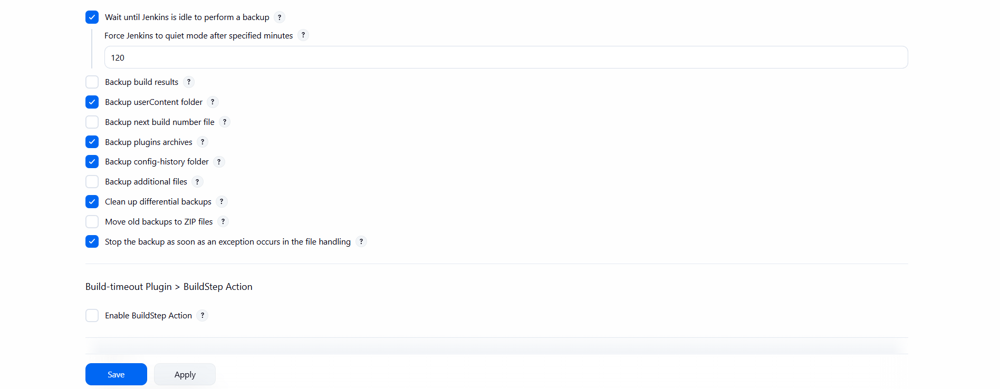 Wait until Jenkins is idle to perform a backup ?
Force Jenkins to quiet mode after specified minutes ?
120
Backup build results ?
Backup userContent folder ?
Backup next build number file ?
Backup plugins archives ?
Backup config-history folder ?
Backup additional files ?
Clean up differential backups ?
Move old backups to ZIP files ?
Stop the backup as soon as an exception occurs in the file handling ?
Build-timeout Plugin > BuildStep Action
Enable BuildStep Action ?
Save Apply